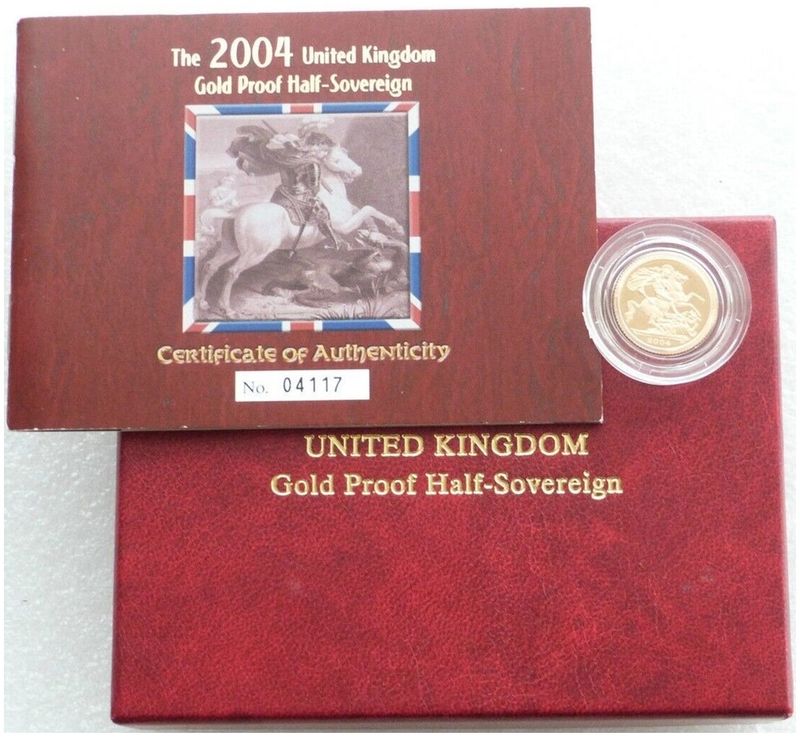 The 2004 United Kingdom
Gold Proof Half-Sovereign
Certificate of Authenticity
No. 04117
2004
UNITED KINGDOM
Gold Proof Half-Sovereign